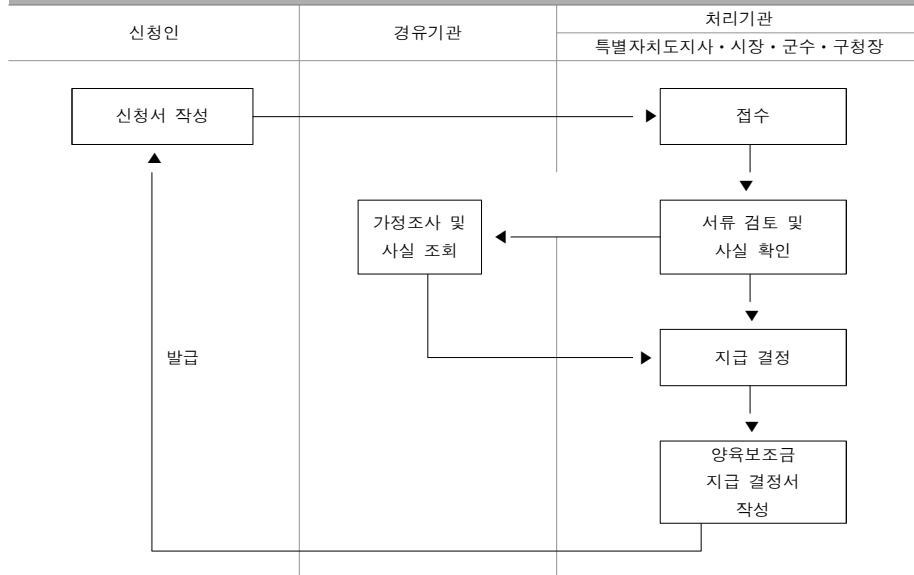 신청인
경유기관
처리기관
특별자치도지사・시장・군수・구청장
신청서 작성
접수
가정조사 및
사실 조회
서류 검토 및
사실 확인
발급
지급 결정
양육보조금
지급 결정서
작성